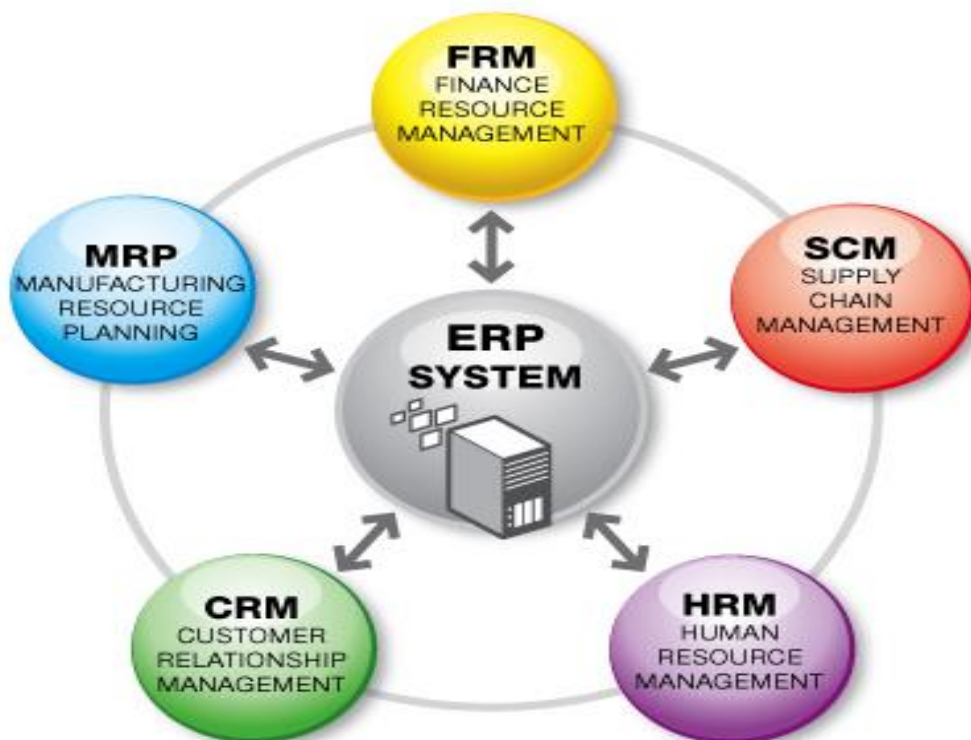 FRM
FINANCE
RESOURCE
MANAGEMENT
MRP
MANUFACTURING
RESOURCE
PLANNING
SCM
SUPPLY
CHAIN
MANAGEMENT
ERP
SYSTEM
CRM
CUSTOMER
RELATIONSHIP
MANAGEMENT
HRM
HUMAN
RESOURCE
MANAGEMENT